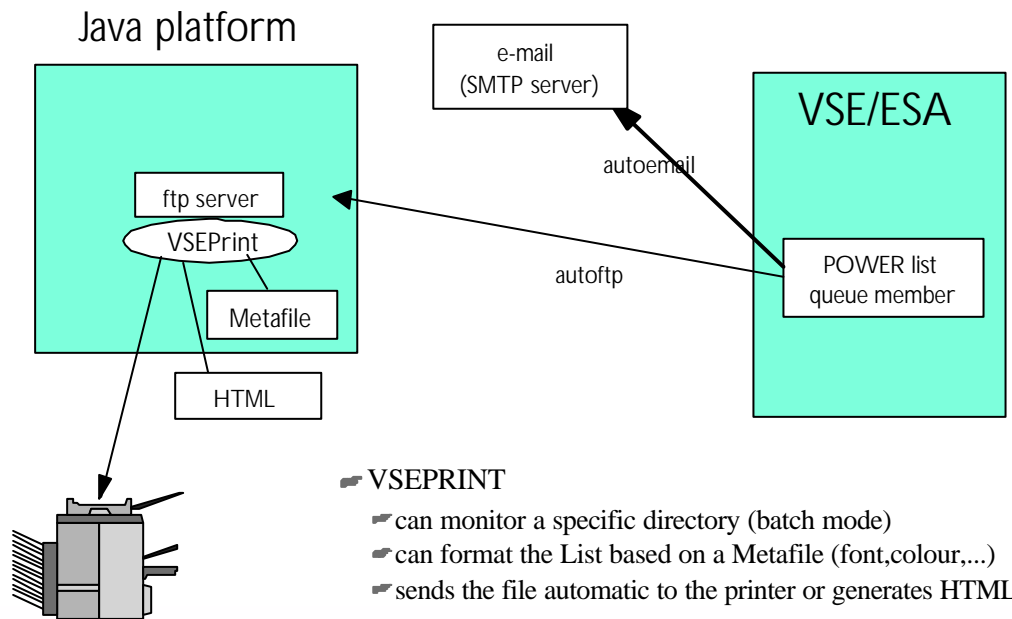 Java platform
e-mail
(SMTP server)
VSE/ESA
autoemail
ftp server
VSEPrint
POWER list
queue member
autoftp
Metafile
HTML
VSEPRINT
can monitor a specific directory (batch mode)
can format the List based on a Metafile (font,colour,...)
sends the file automatic to the printer or generates HTML